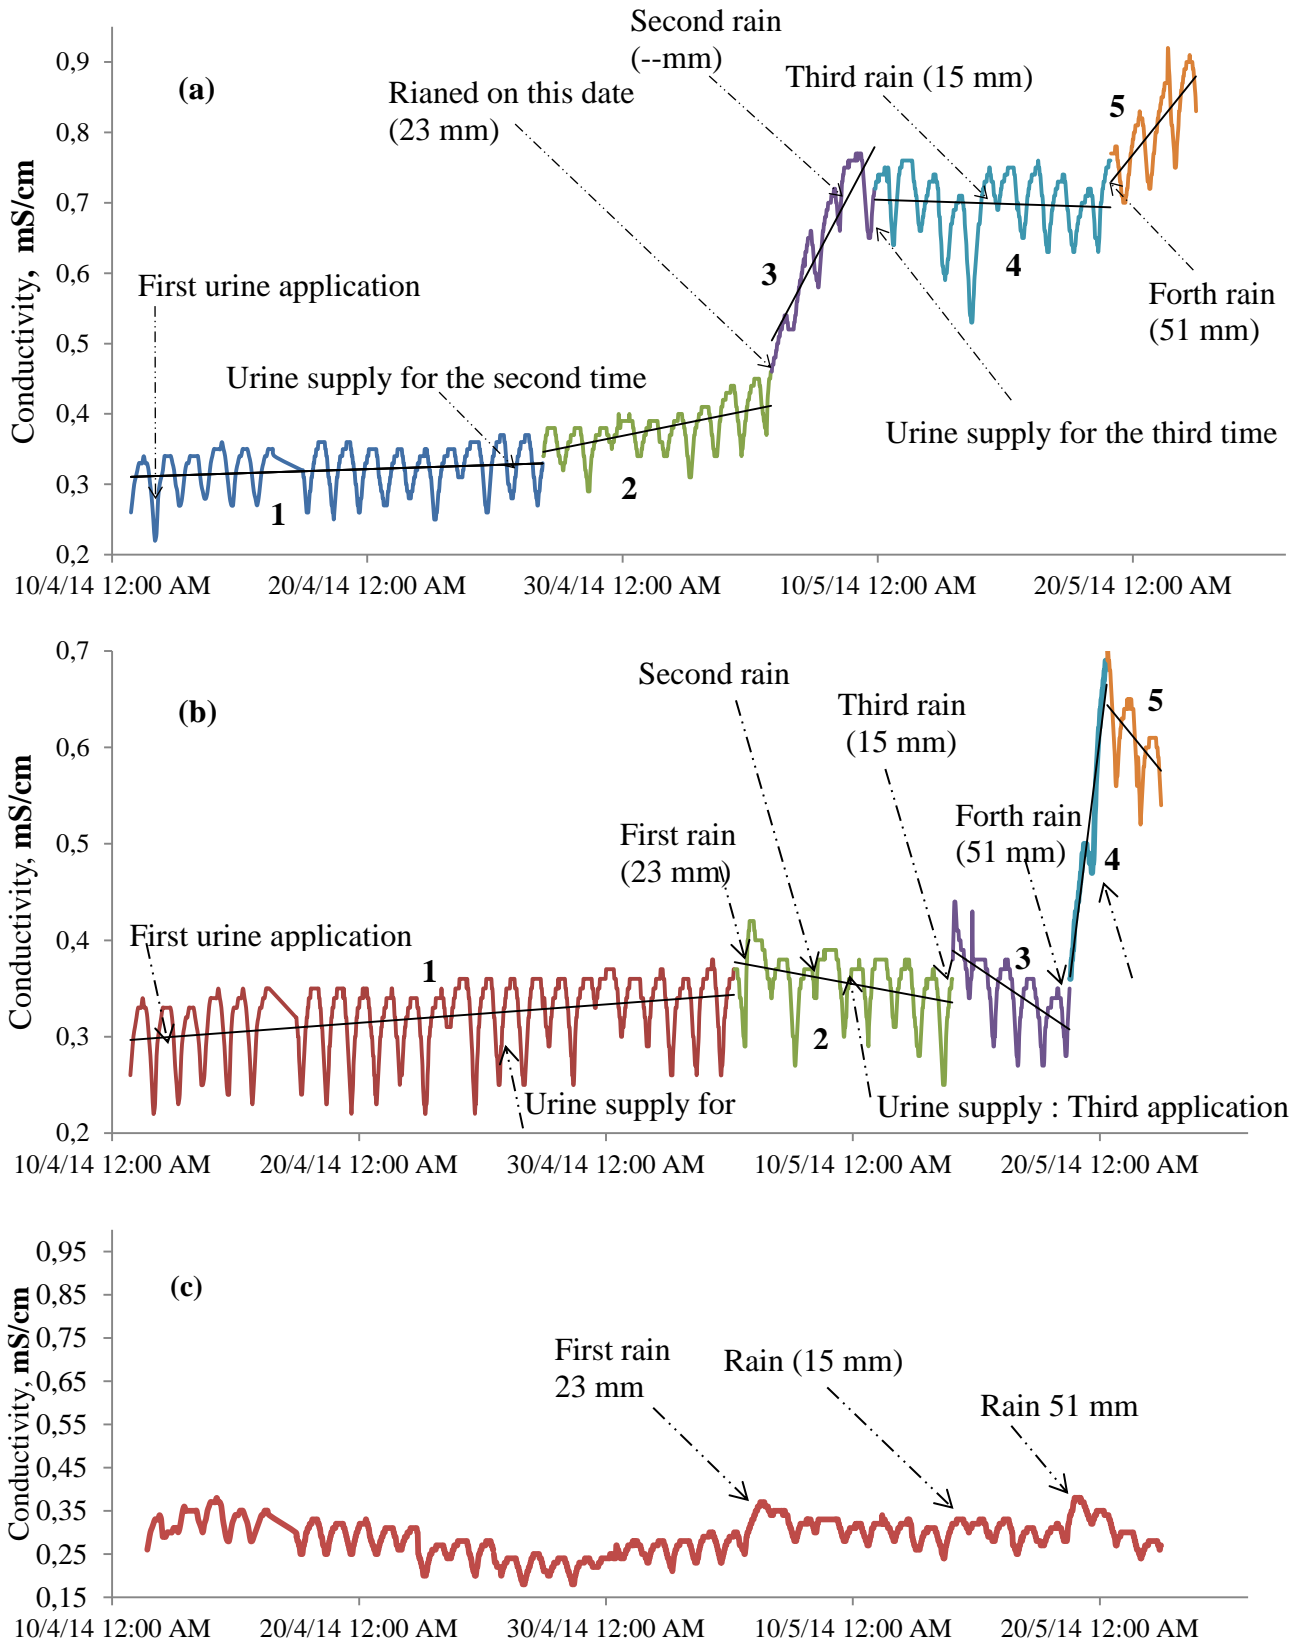 Second rain
(--mm)
0,9
(a)
Third rain (15 mm)
Rianed on this date
(23 mm)
5
0,8
0,7
Conductivity, mS/cm
3
4
0,6
First urine application
Forth rain
(51 mm)
0,5
Urine supply for the second time
0,4
Urine supply for the third time
0,3
2
1
0,2
10/4/14 12:00 AM 20/4/14 12:00 AM 30/4/14 12:00 AM 10/5/14 12:00 AM 20/5/14 12:00 AM
0,7
Second rain
(b)
5
Third rain
(15 mm)
0,6
Conductivity, mS/cm
First rain
(23 mm)
Forth rain
(51 mm)
0,5
4
0,4
First urine application
1
3
0,3
2
Urine supply for
Urine supply : Third application
0,2
10/4/14 12:00 AM 20/4/14 12:00 AM 30/4/14 12:00 AM 10/5/14 12:00 AM 20/5/14 12:00 AM
0,95
(c)
0,85
0,75
First rain
23 mm
Rain (15 mm)
Rain 51 mm
0,65
Conductivity, mS/cm
0,55
0,45
0,35
0,25
0,15
10/4/14 12:00 AM 20/4/14 12:00 AM 30/4/14 12:00 AM 10/5/14 12:00 AM 20/5/14 12:00 AM